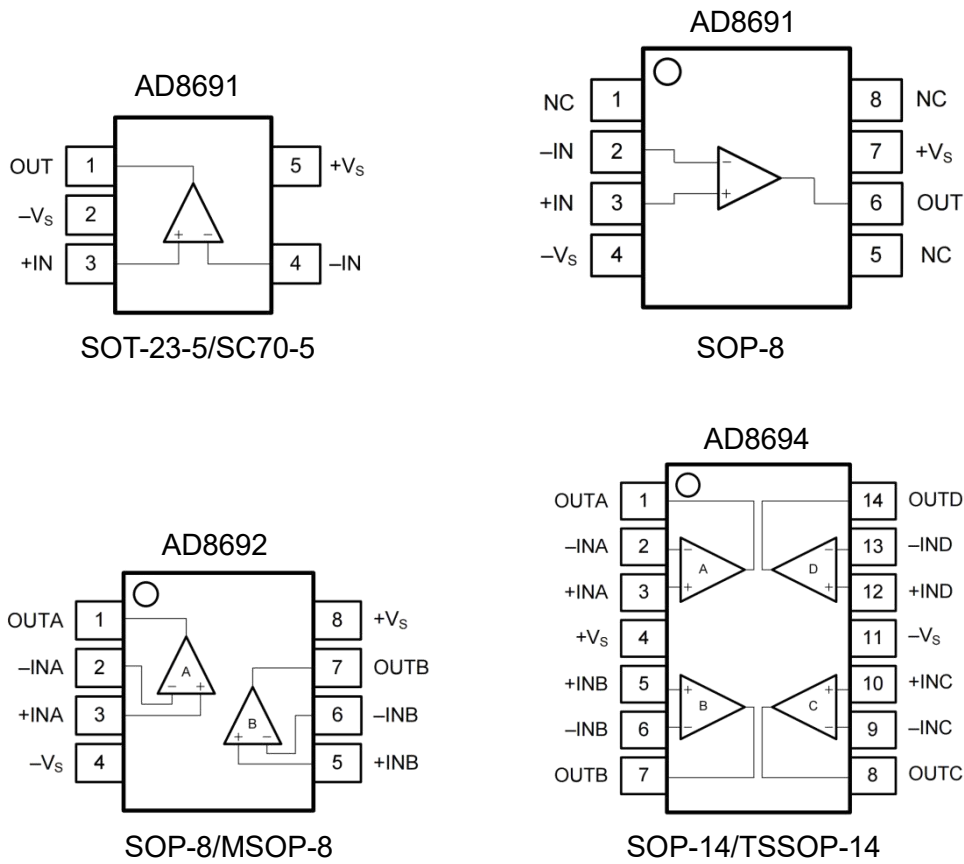 AD8691
OUT 1 5 +VS
–VS 2
+IN 3 4 –IN
+ –
SOT-23-5/SC70-5
AD8691
NC 1 8 NC
–IN 2 – 7 +VS
+IN 3 + 6 OUT
–VS 4 5 NC
SOP-8
AD8692
OUTA 1 8 +VS
–INA 2 A 7 OUTB
– +
+INA 3 B 6 –INB
+ –
–VS 4 5 +INB
SOP-8/MSOP-8
AD8694
OUTA 1 14 OUTD
–INA 2 – – 13 –IND
A D
+INA 3 + + 12 +IND
+VS 4 11 –VS
+INB 5 + + 10 +INC
B C
–INB 6 – – 9 –INC
OUTB 7 8 OUTC
SOP-14/TSSOP-14